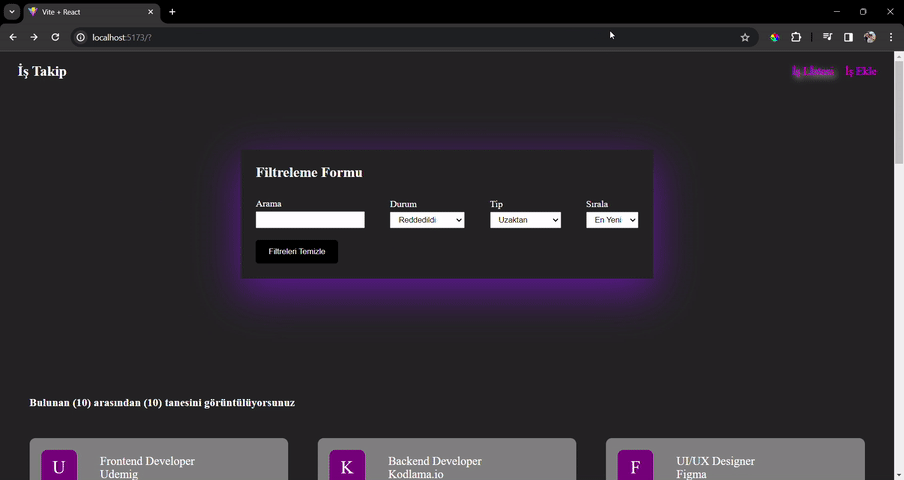 Vite + React
localhost:5173/?
İş Takip
İş Ekle
Filtreleme Formu
Arama
Durum
Tip
Sırala
Reddedildi
Uzaktan
En Yeni
Filtreleri Temizle
Bulunan (10) arasından (10) tanesini görüntülüyorsunuz
U
Frontend Developer
Udemig
K
Backend Developer
Kodlama.io
F
UI/UX Designer
Figma